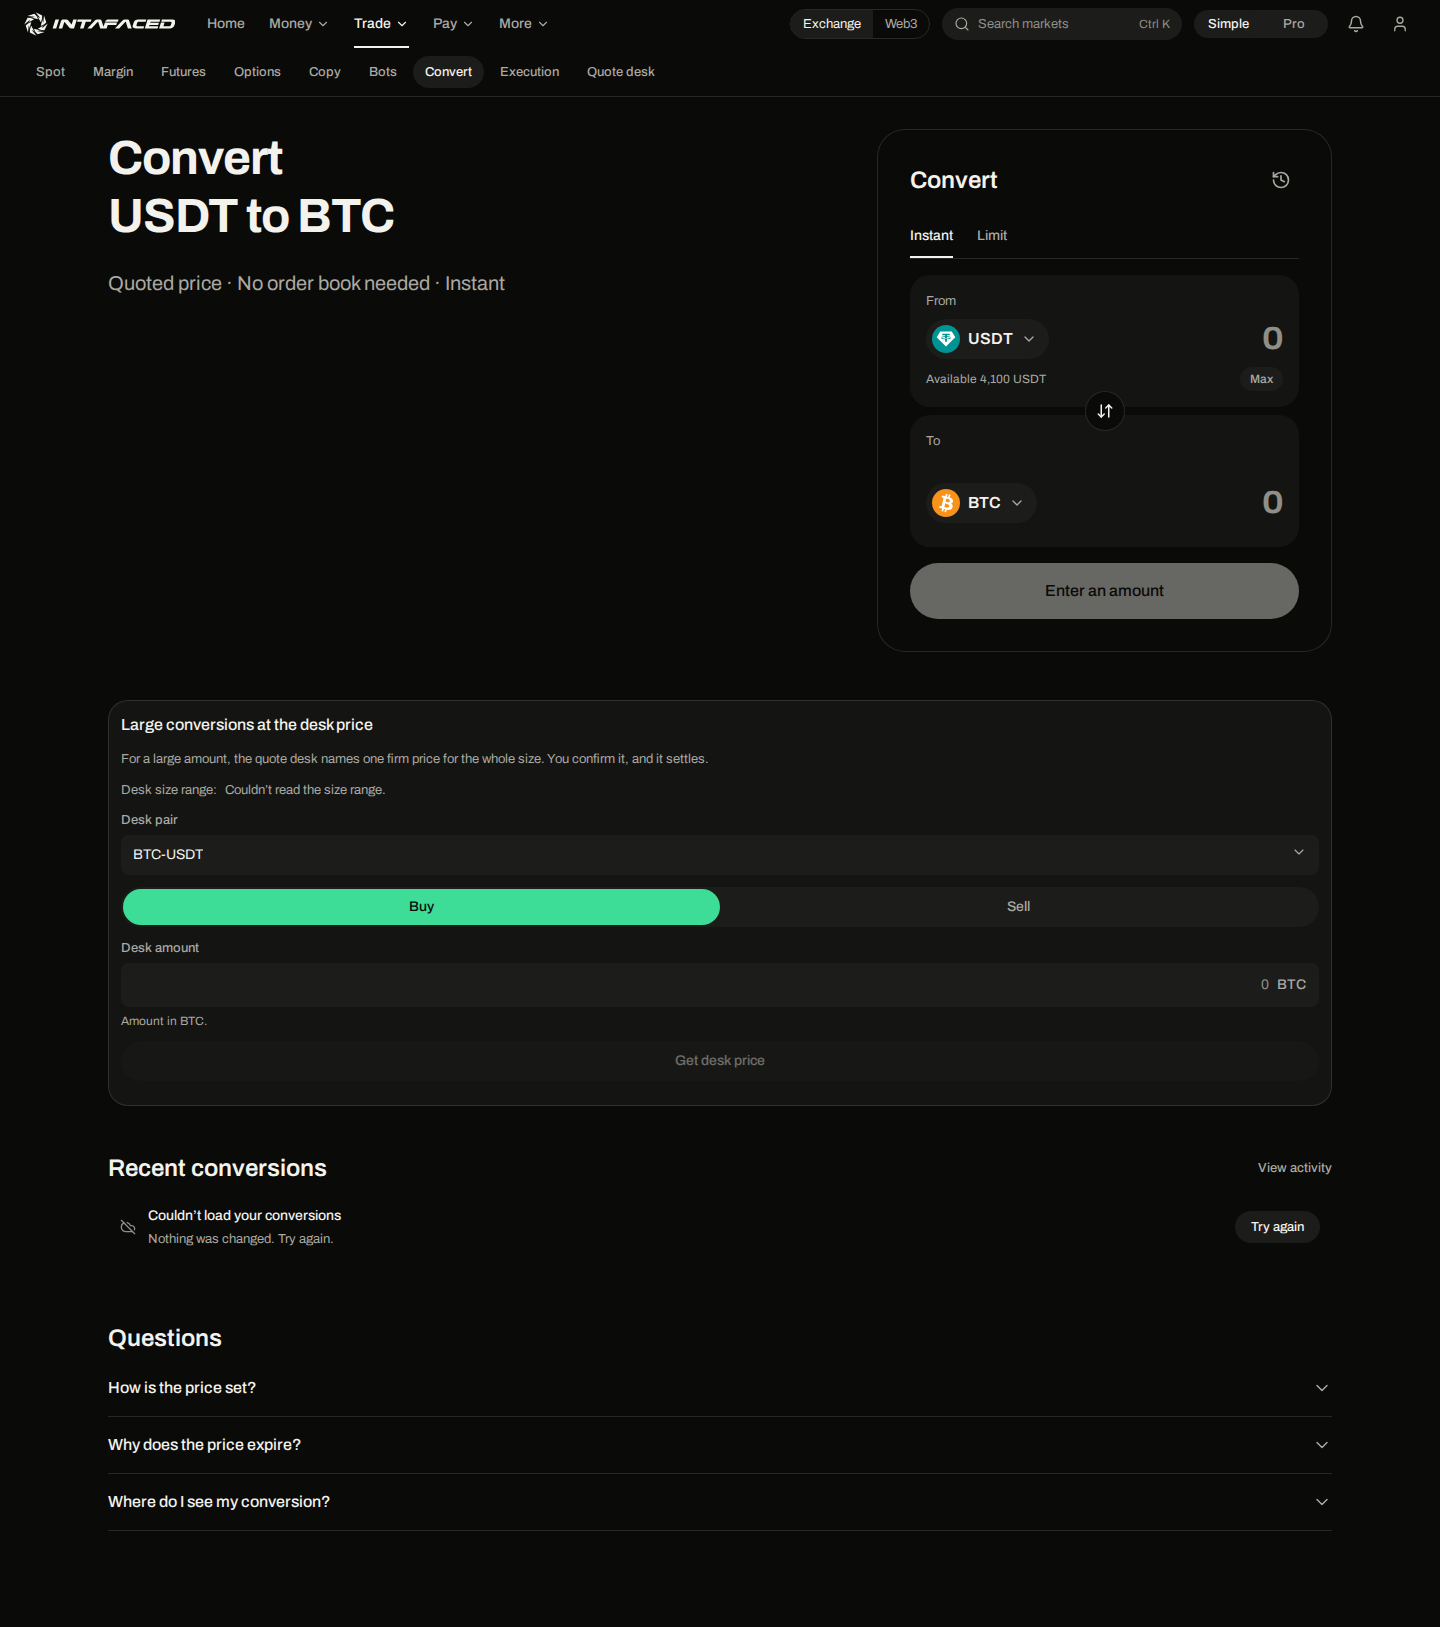 INTAFACED
Home
Money
Trade
Pay
More
Exchange
Web3
Search markets
Ctrl K
Simple
Pro
Spot
Margin
Futures
Options
Copy
Bots
Convert
Execution
Quote desk
Convert
USDT to BTC
Quoted price · No order book needed · Instant
Convert
Instant
Limit
From
USDT
0
Available 4,100 USDT
Max
To
BTC
0
Enter an amount
Large conversions at the desk price
For a large amount, the quote desk names one firm price for the whole size. You confirm it, and it settles.
Desk size range: Couldn't read the size range.
Desk pair
BTC-USDT
Buy
Sell
Desk amount
0 BTC
Amount in BTC.
Get desk price
Recent conversions
View activity
Couldn’t load your conversions
Nothing was changed. Try again.
Try again
Questions
How is the price set?
Why does the price expire?
Where do I see my conversion?